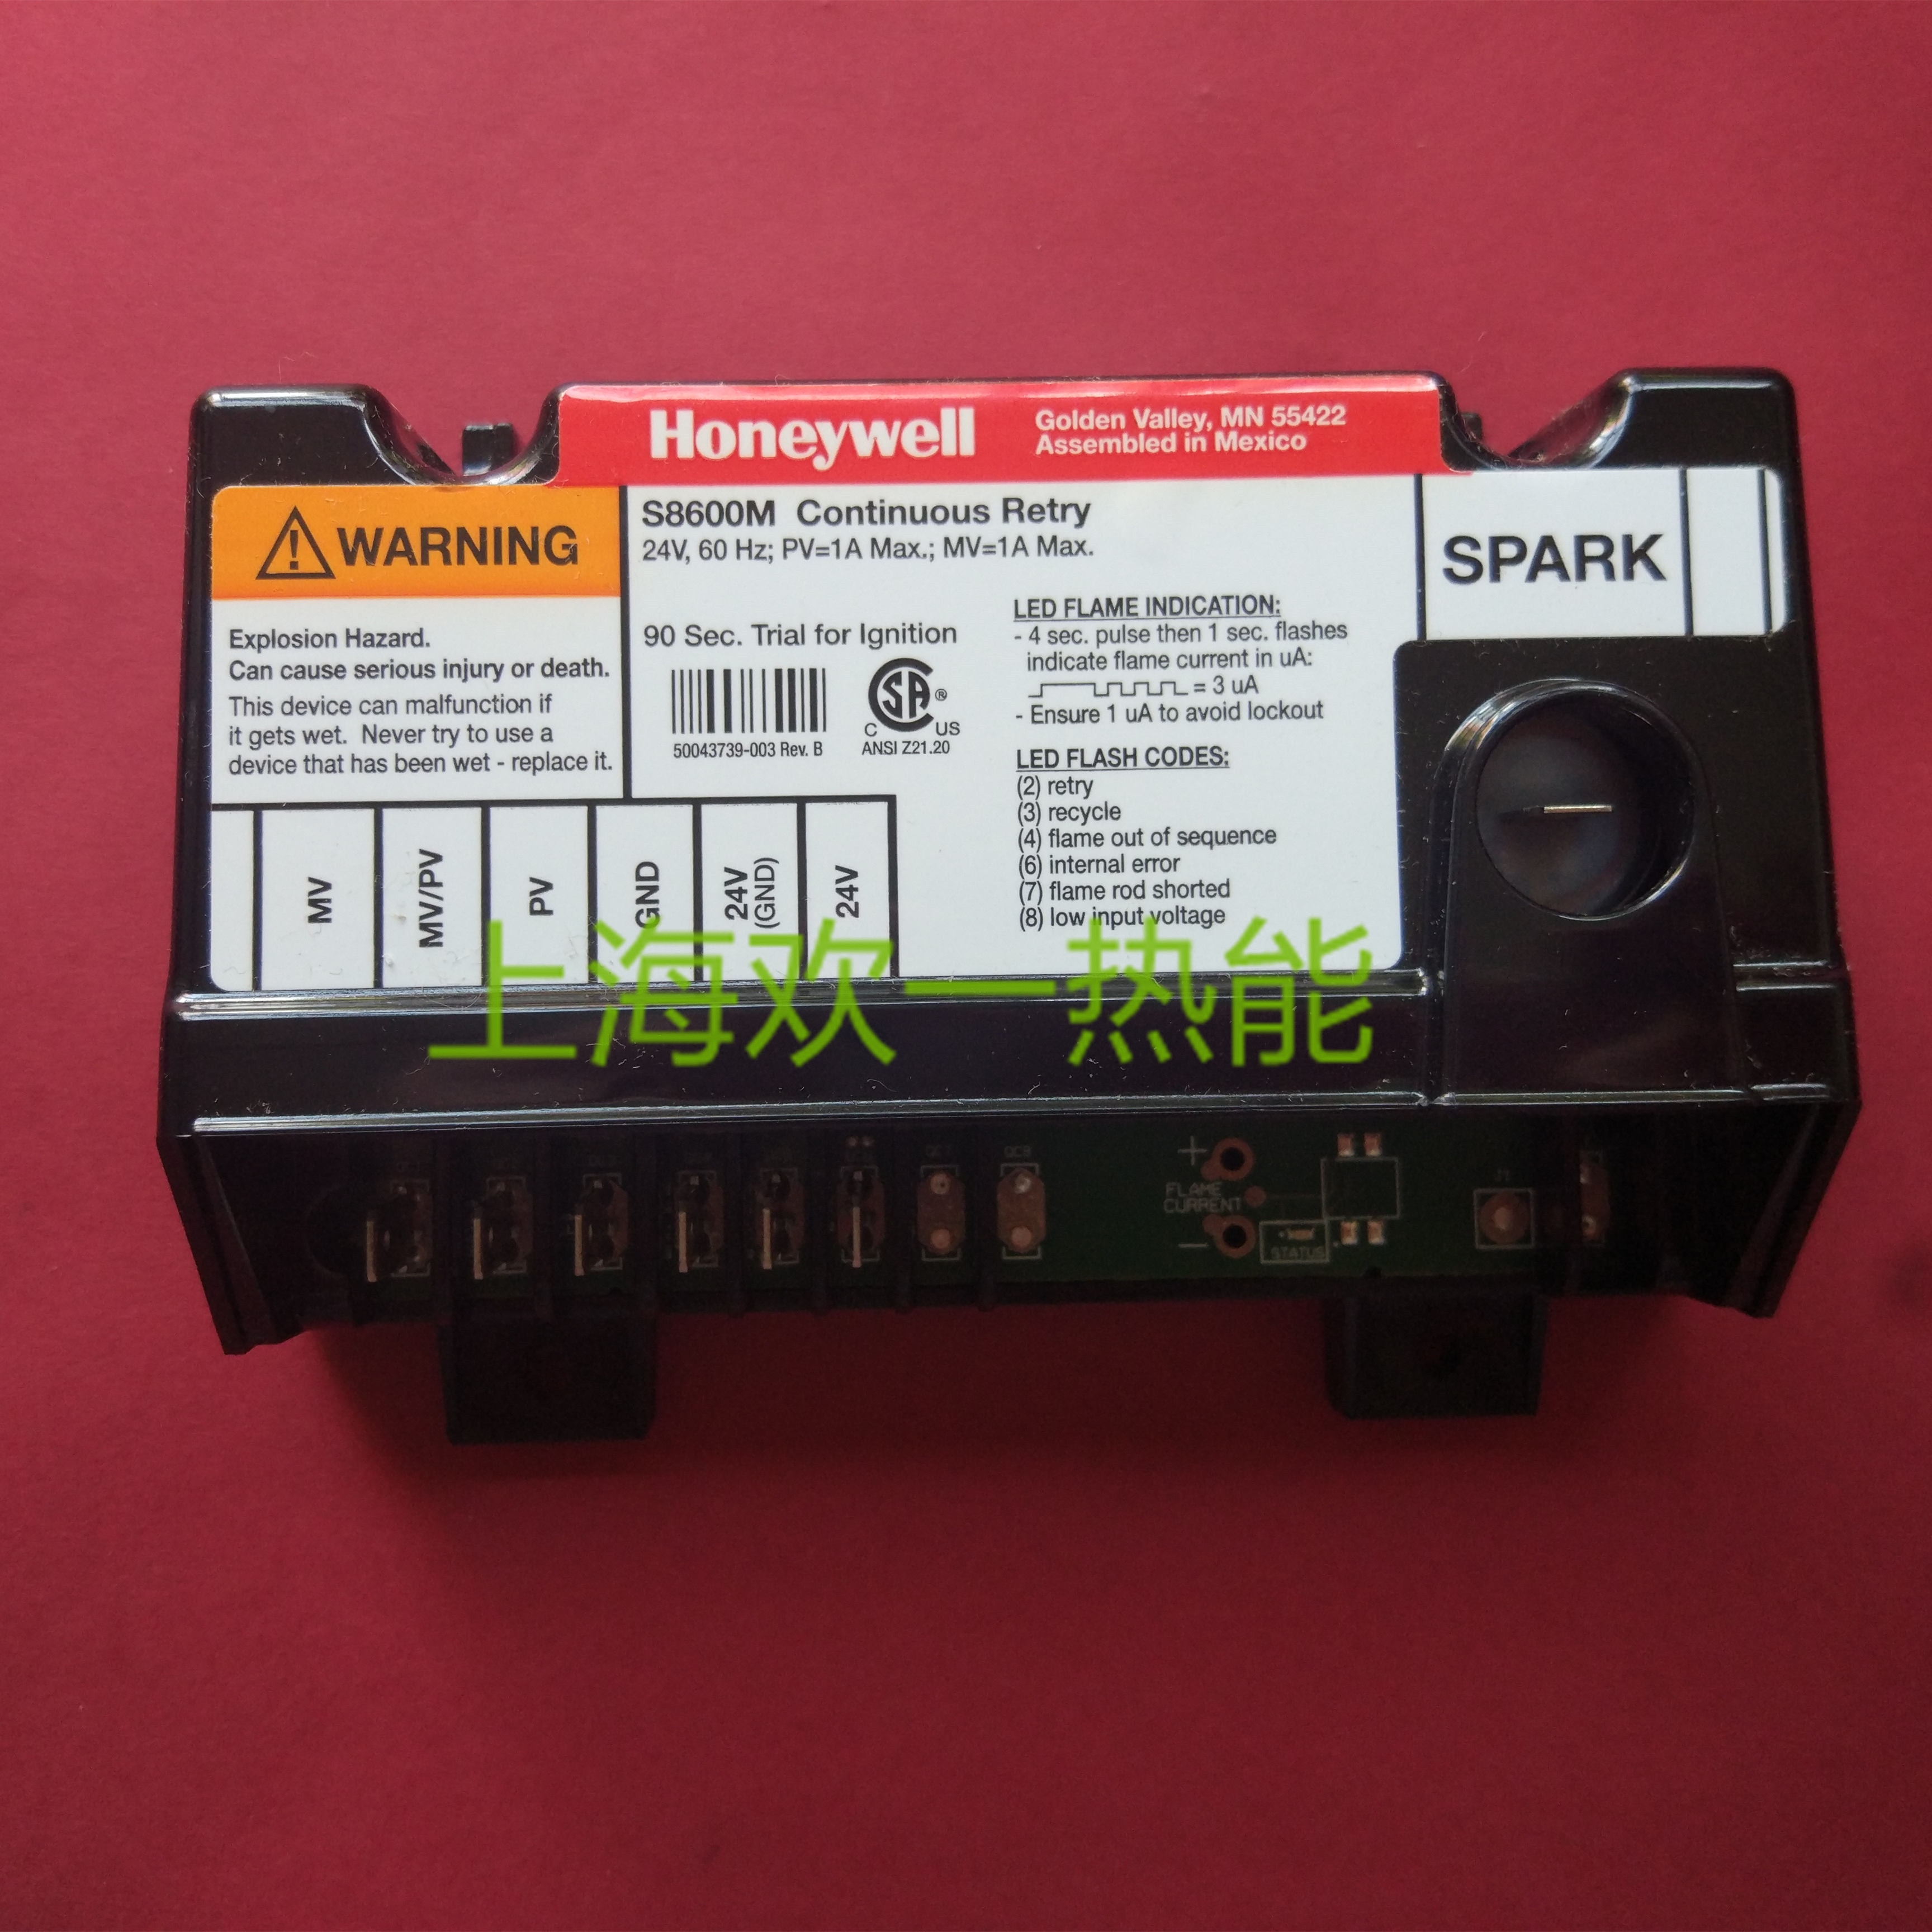 Honeywell
Golden Valley, MN 55422
Assembled in Mexico
WARNING
Explosion Hazard.
Can cause serious injury or death.
This device can malfunction if
it gets wet. Never try to use a
device that has been wet - replace it.
S8600M Continuous Retry
24V, 60 Hz; PV=1A Max.; MV=1A Max.
90 Sec. Trial for Ignition
50043739-003 Rev. B
SA®
C US
ANSI Z21.20
LED FLAME INDICATION:
- 4 sec. pulse then 1 sec. flashes
indicate flame current in uA:
= 3 uA
- Ensure 1 uA to avoid lockout
LED FLASH CODES:
(2) retry
(3) recycle
(4) flame out of sequence
(6) internal error
(7) flame rod shorted
(8) low input voltage
SPARK
MV
MV/PV
PV
GND
24V
(GND)
24V
上海欢一热能
QC8
+
FLAME
CURRENT
−
STATUS
J1